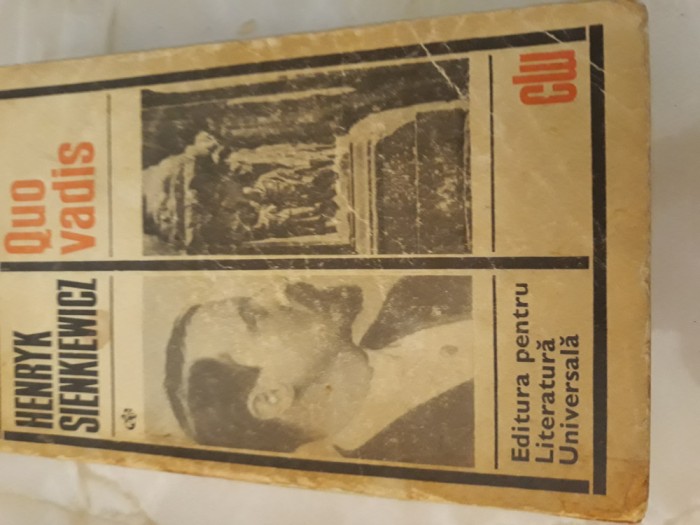 HENRYK
SIENKIEWICZ
Quo
vadis
Editura pentru
Literatură
Universală
clu